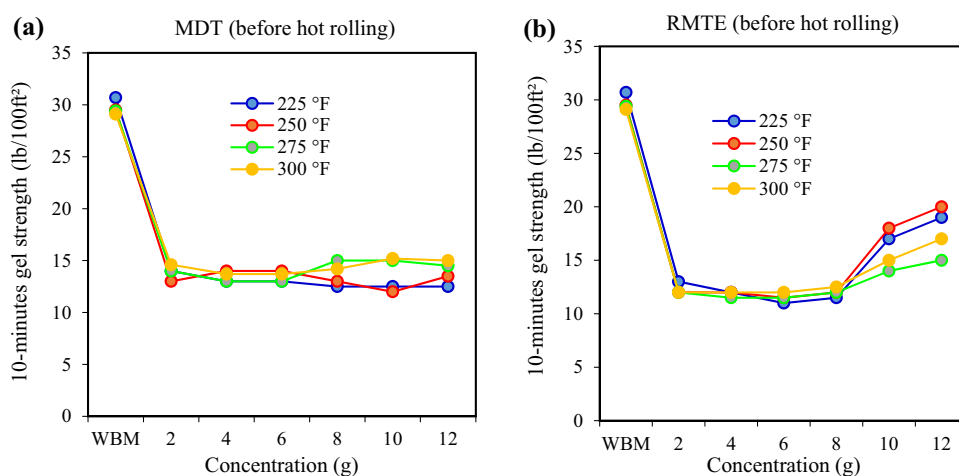 (a)
MDT (before hot rolling)
10-minutes gel strength (lb/100ft²)
35
30
25
20
15
10
5
0
225 °F
250 °F
275 °F
300 °F
WBM 2 4 6 8 10 12
Concentration (g)
(b)
RMTE (before hot rolling)
10-minutes gel strength (lb/100ft²)
35
30
25
20
15
10
5
0
225 °F
250 °F
275 °F
300 °F
WBM 2 4 6 8 10 12
Concentration (g)